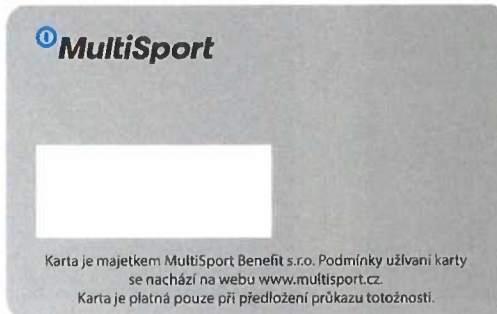 MultiSport
Karta je majetkem MultiSport Benefit s.r.o. Podmínky užívaní karty
se nachází na webu www.multisport.cz.
Karta je platná pouze při předložení průkazu totožnosti.